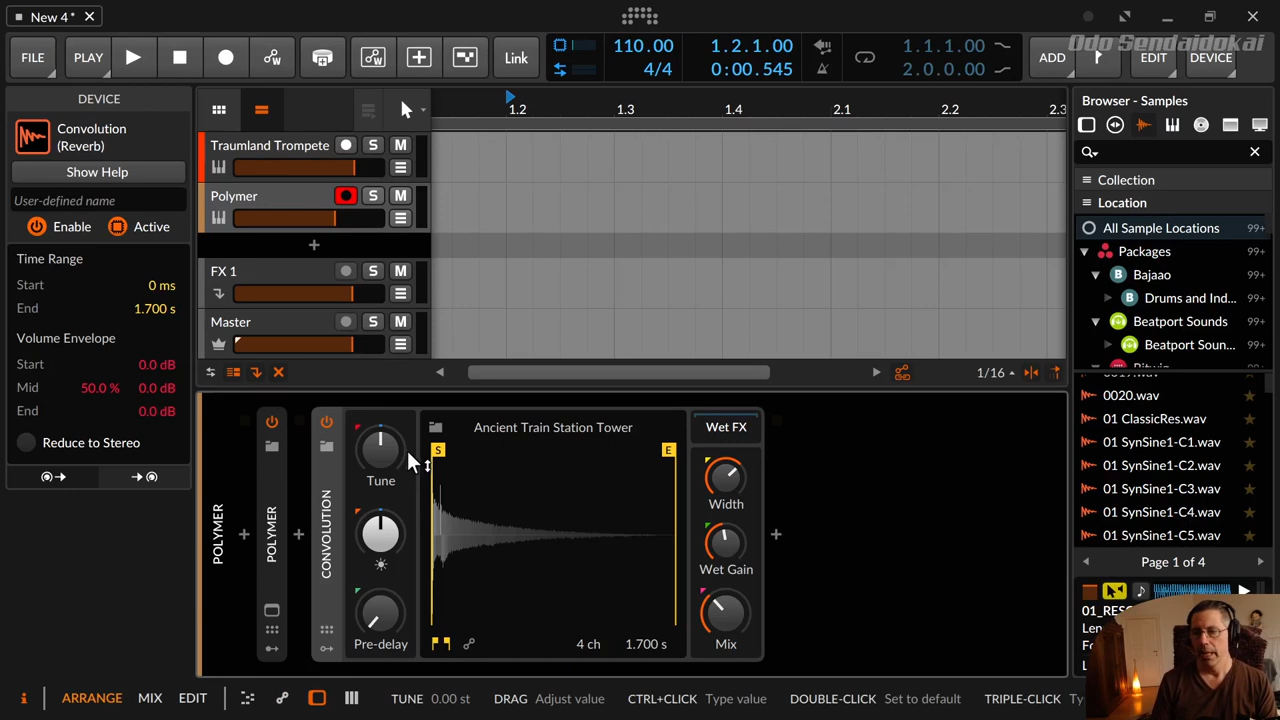 New 4*
FILE
PLAY
Link
110.00
4/4
1.2.1.00
0:00.545
1.1.1.00
2.0.0.00
ADD
EDIT
DEVICE
Odo Sendaidokai
DEVICE
Convolution
(Reverb)
Show Help
User-defined name
Enable
Active
Time Range
Start 0 ms
End 1.700 s
Volume Envelope
Start 0.0 dB
Mid 50.0 % 0.0 dB
End 0.0 dB
Reduce to Stereo
1.2
1.3
1.4
2.1
2.2
2.3
Traumland Trompete
S M
Polymer
S M
+
FX 1
S M
Master
S M
1/16
POLYMER
POLYMER
CONVOLUTION
Tune
Pre-delay
Ancient Train Station Tower
S
E
4 ch
1.700 s
Wet FX
Width
Wet Gain
Mix
Browser - Samples
Collection
Location
All Sample Locations 99+
Packages 99+
Bajaao 99+
Drums and Ind... 99+
Beatport Sounds 99+
Beatport Soun... 99+
0020.wav
01 ClassicRes.wav
01 SynSine1-C1.wav
01 SynSine1-C2.wav
01 SynSine1-C3.wav
01 SynSine1-C4.wav
01 SynSine1-C5.wav
Page 1 of 4
ARRANGE
MIX
EDIT
TUNE 0.00 st
DRAG Adjust value
CTRL+CLICK Type value
DOUBLE-CLICK Set to default
TRIPLE-CLICK